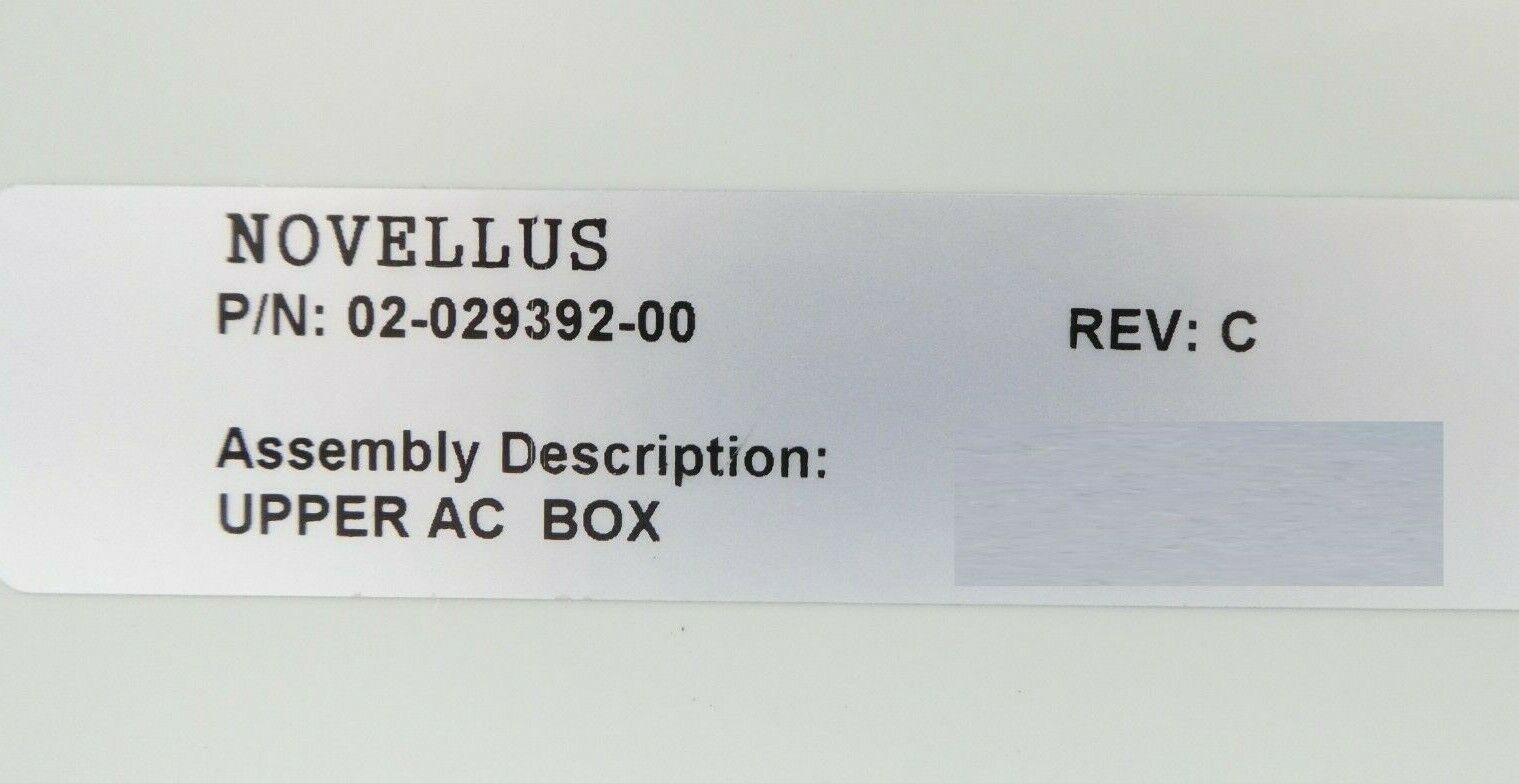 NOVELLUS
P/N: 02-029392-00 REV: C
Assembly Description:
UPPER AC BOX